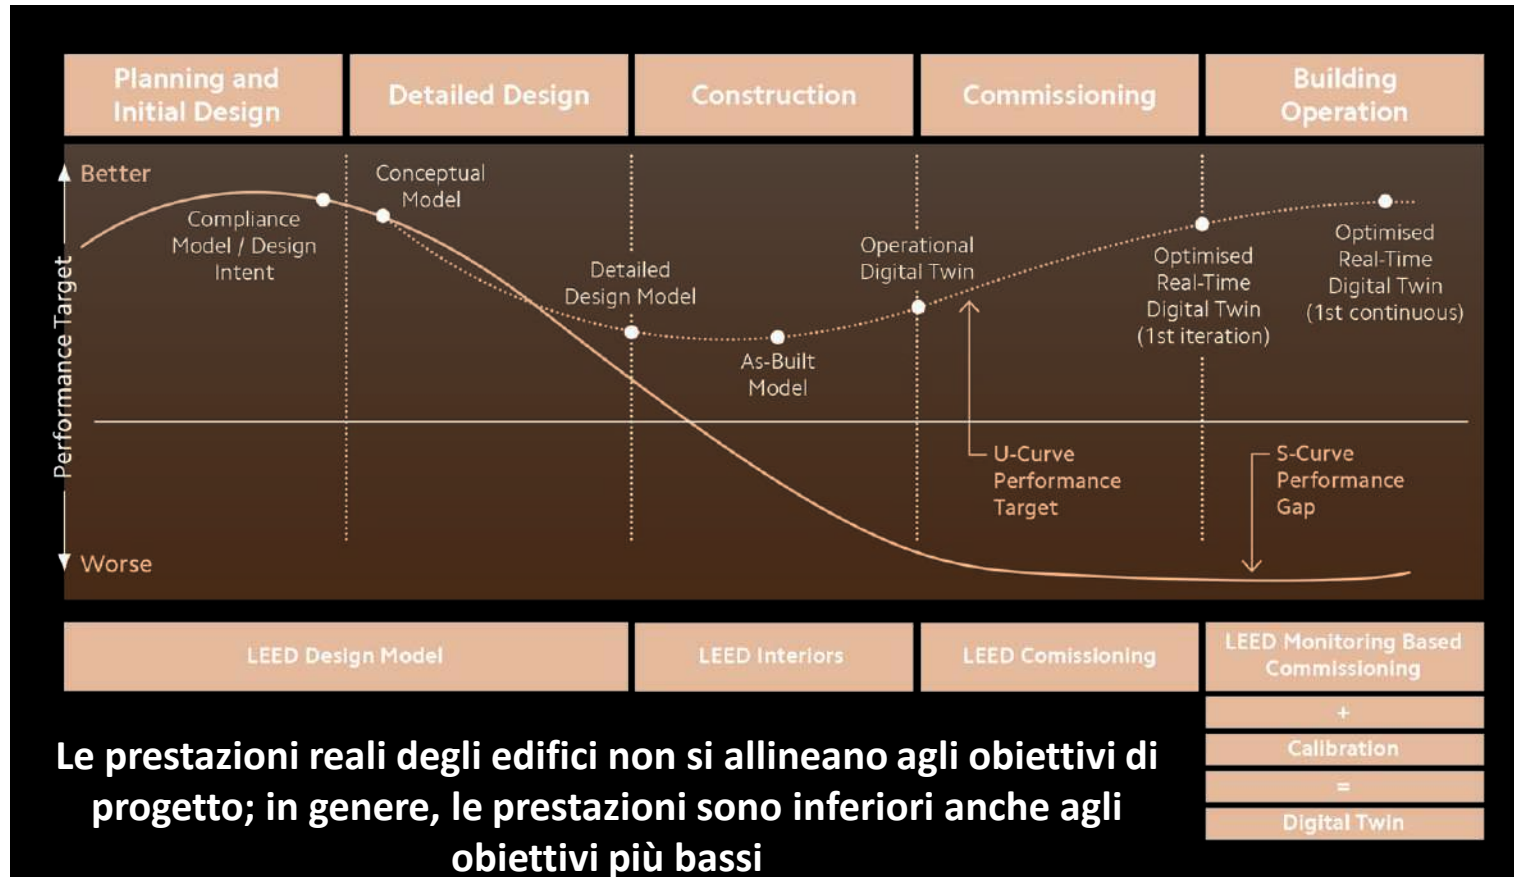 Planning and
Initial Design
Detailed Design
Construction
Commissioning
Building
Operation
Better
Performance Target
Worse
Compliance
Model / Design
Intent
Conceptual
Model
Detailed
Design Model
As-Built
Model
Operational
Digital Twin
Optimised
Real-Time
Digital Twin
(1st iteration)
Optimised
Real-Time
Digital Twin
(1st continuous)
U-Curve
Performance
Target
S-Curve
Performance
Gap
LEED Design Model
LEED Interiors
LEED Comissioning
LEED Monitoring Based
Commissioning
+
Calibration
=
Digital Twin
Le prestazioni reali degli edifici non si allineano agli obiettivi di
progetto; in genere, le prestazioni sono inferiori anche agli
obiettivi più bassi